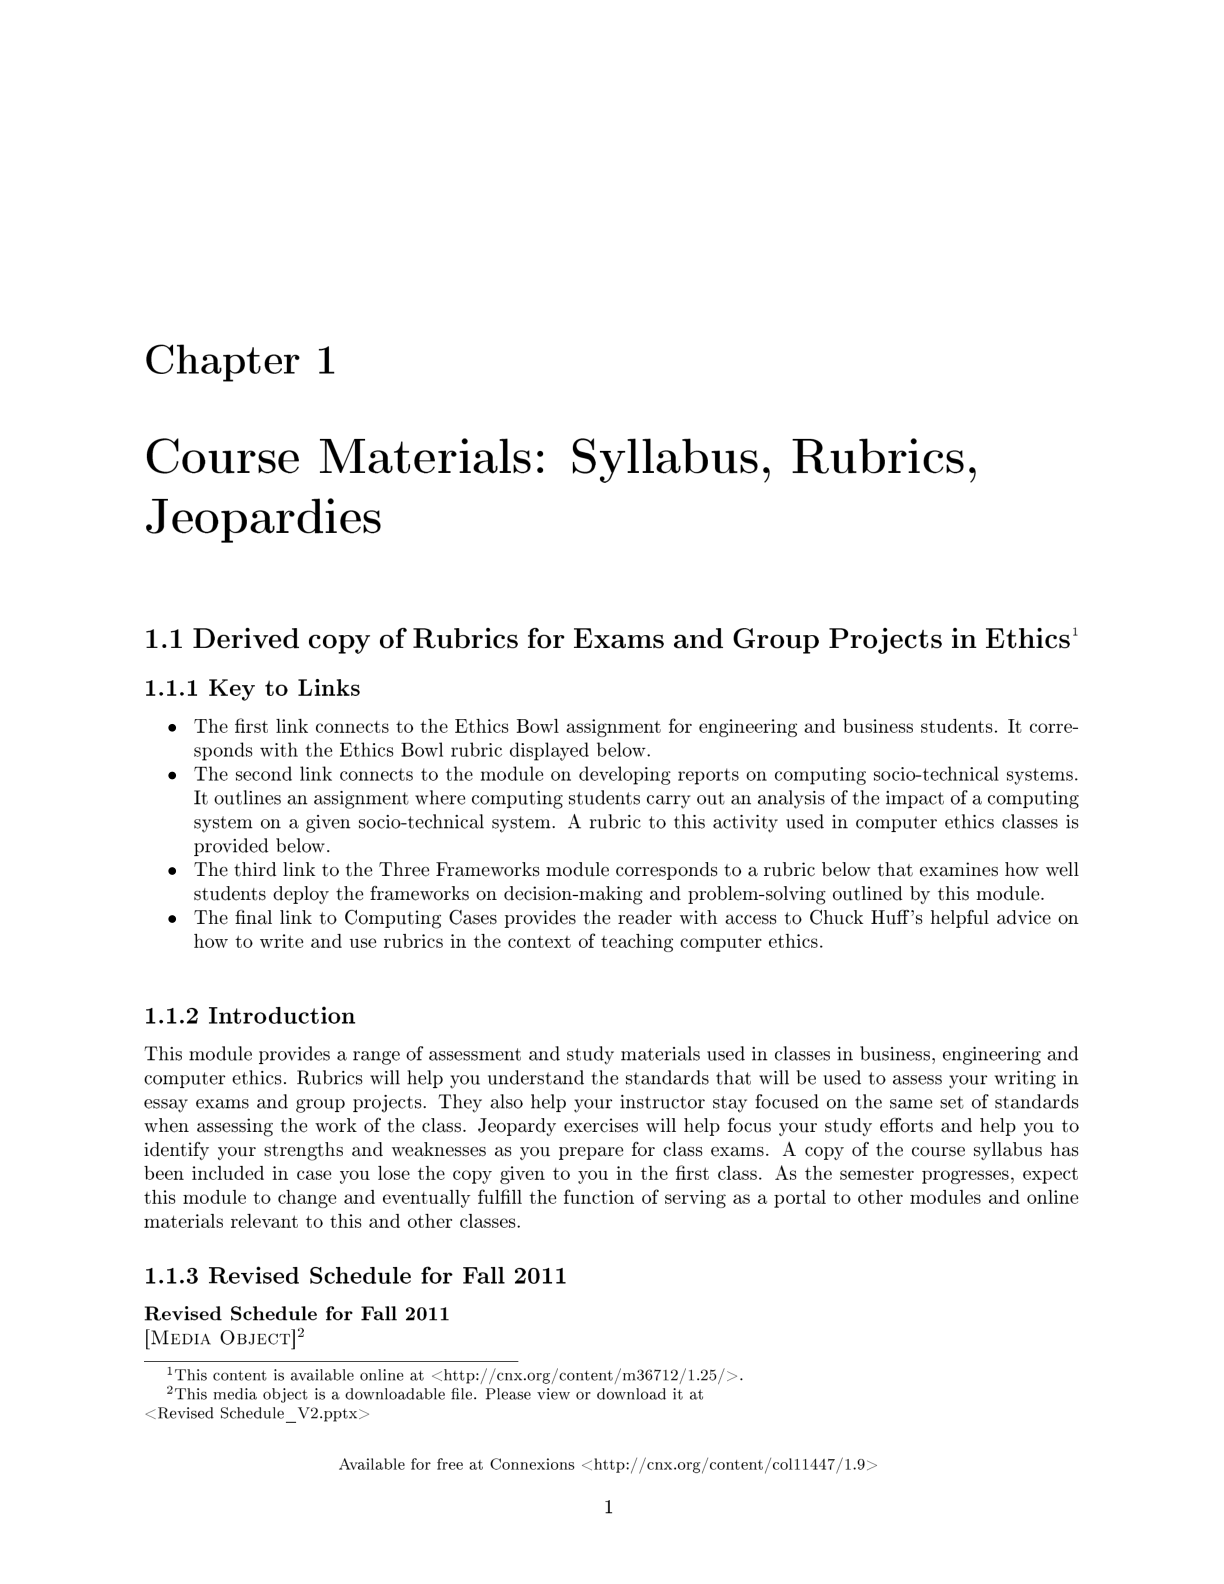 Chapter 1
Course Materials: Syllabus, Rubrics,
Jeopardies
1.1 Derived copy of Rubrics for Exams and Group Projects in Ethics¹
1.1.1 Key to Links
• The first link connects to the Ethics Bowl assignment for engineering and business students. It corre-
sponds with the Ethics Bowl rubric displayed below.
• The second link connects to the module on developing reports on computing socio-technical systems.
It outlines an assignment where computing students carry out an analysis of the impact of a computing
system on a given socio-technical system. A rubric to this activity used in computer ethics classes is
provided below.
• The third link to the Three Frameworks module corresponds to a rubric below that examines how well
students deploy the frameworks on decision-making and problem-solving outlined by this module.
• The final link to Computing Cases provides the reader with access to Chuck Huff's helpful advice on
how to write and use rubrics in the context of teaching computer ethics.
1.1.2 Introduction
This module provides a range of assessment and study materials used in classes in business, engineering and
computer ethics. Rubrics will help you understand the standards that will be used to assess your writing in
essay exams and group projects. They also help your instructor stay focused on the same set of standards
when assessing the work of the class. Jeopardy exercises will help focus your study efforts and help you to
identify your strengths and weaknesses as you prepare for class exams. A copy of the course syllabus has
been included in case you lose the copy given to you in the first class. As the semester progresses, expect
this module to change and eventually fulfill the function of serving as a portal to other modules and online
materials relevant to this and other classes.
1.1.3 Revised Schedule for Fall 2011
Revised Schedule for Fall 2011
[Media Object]²
¹This content is available online at <http://cnx.org/content/m36712/1.25/>.
²This media object is a downloadable file. Please view or download it at
<Revised Schedule_V2.pptx>
Available for free at Connexions <http://cnx.org/content/col11447/1.9>
1